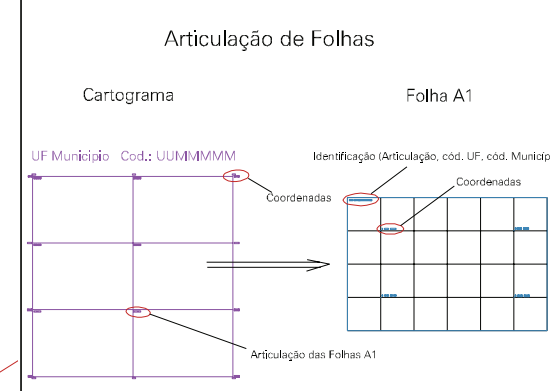 Articulação de Folhas
Cartograma
Folha A1
UF Municipio Cod.: UUMMMMM
Identificação (Articulação, cód. UF, cód. Municíp
Coordenadas
Coordenadas
Articulação das Folhas A1